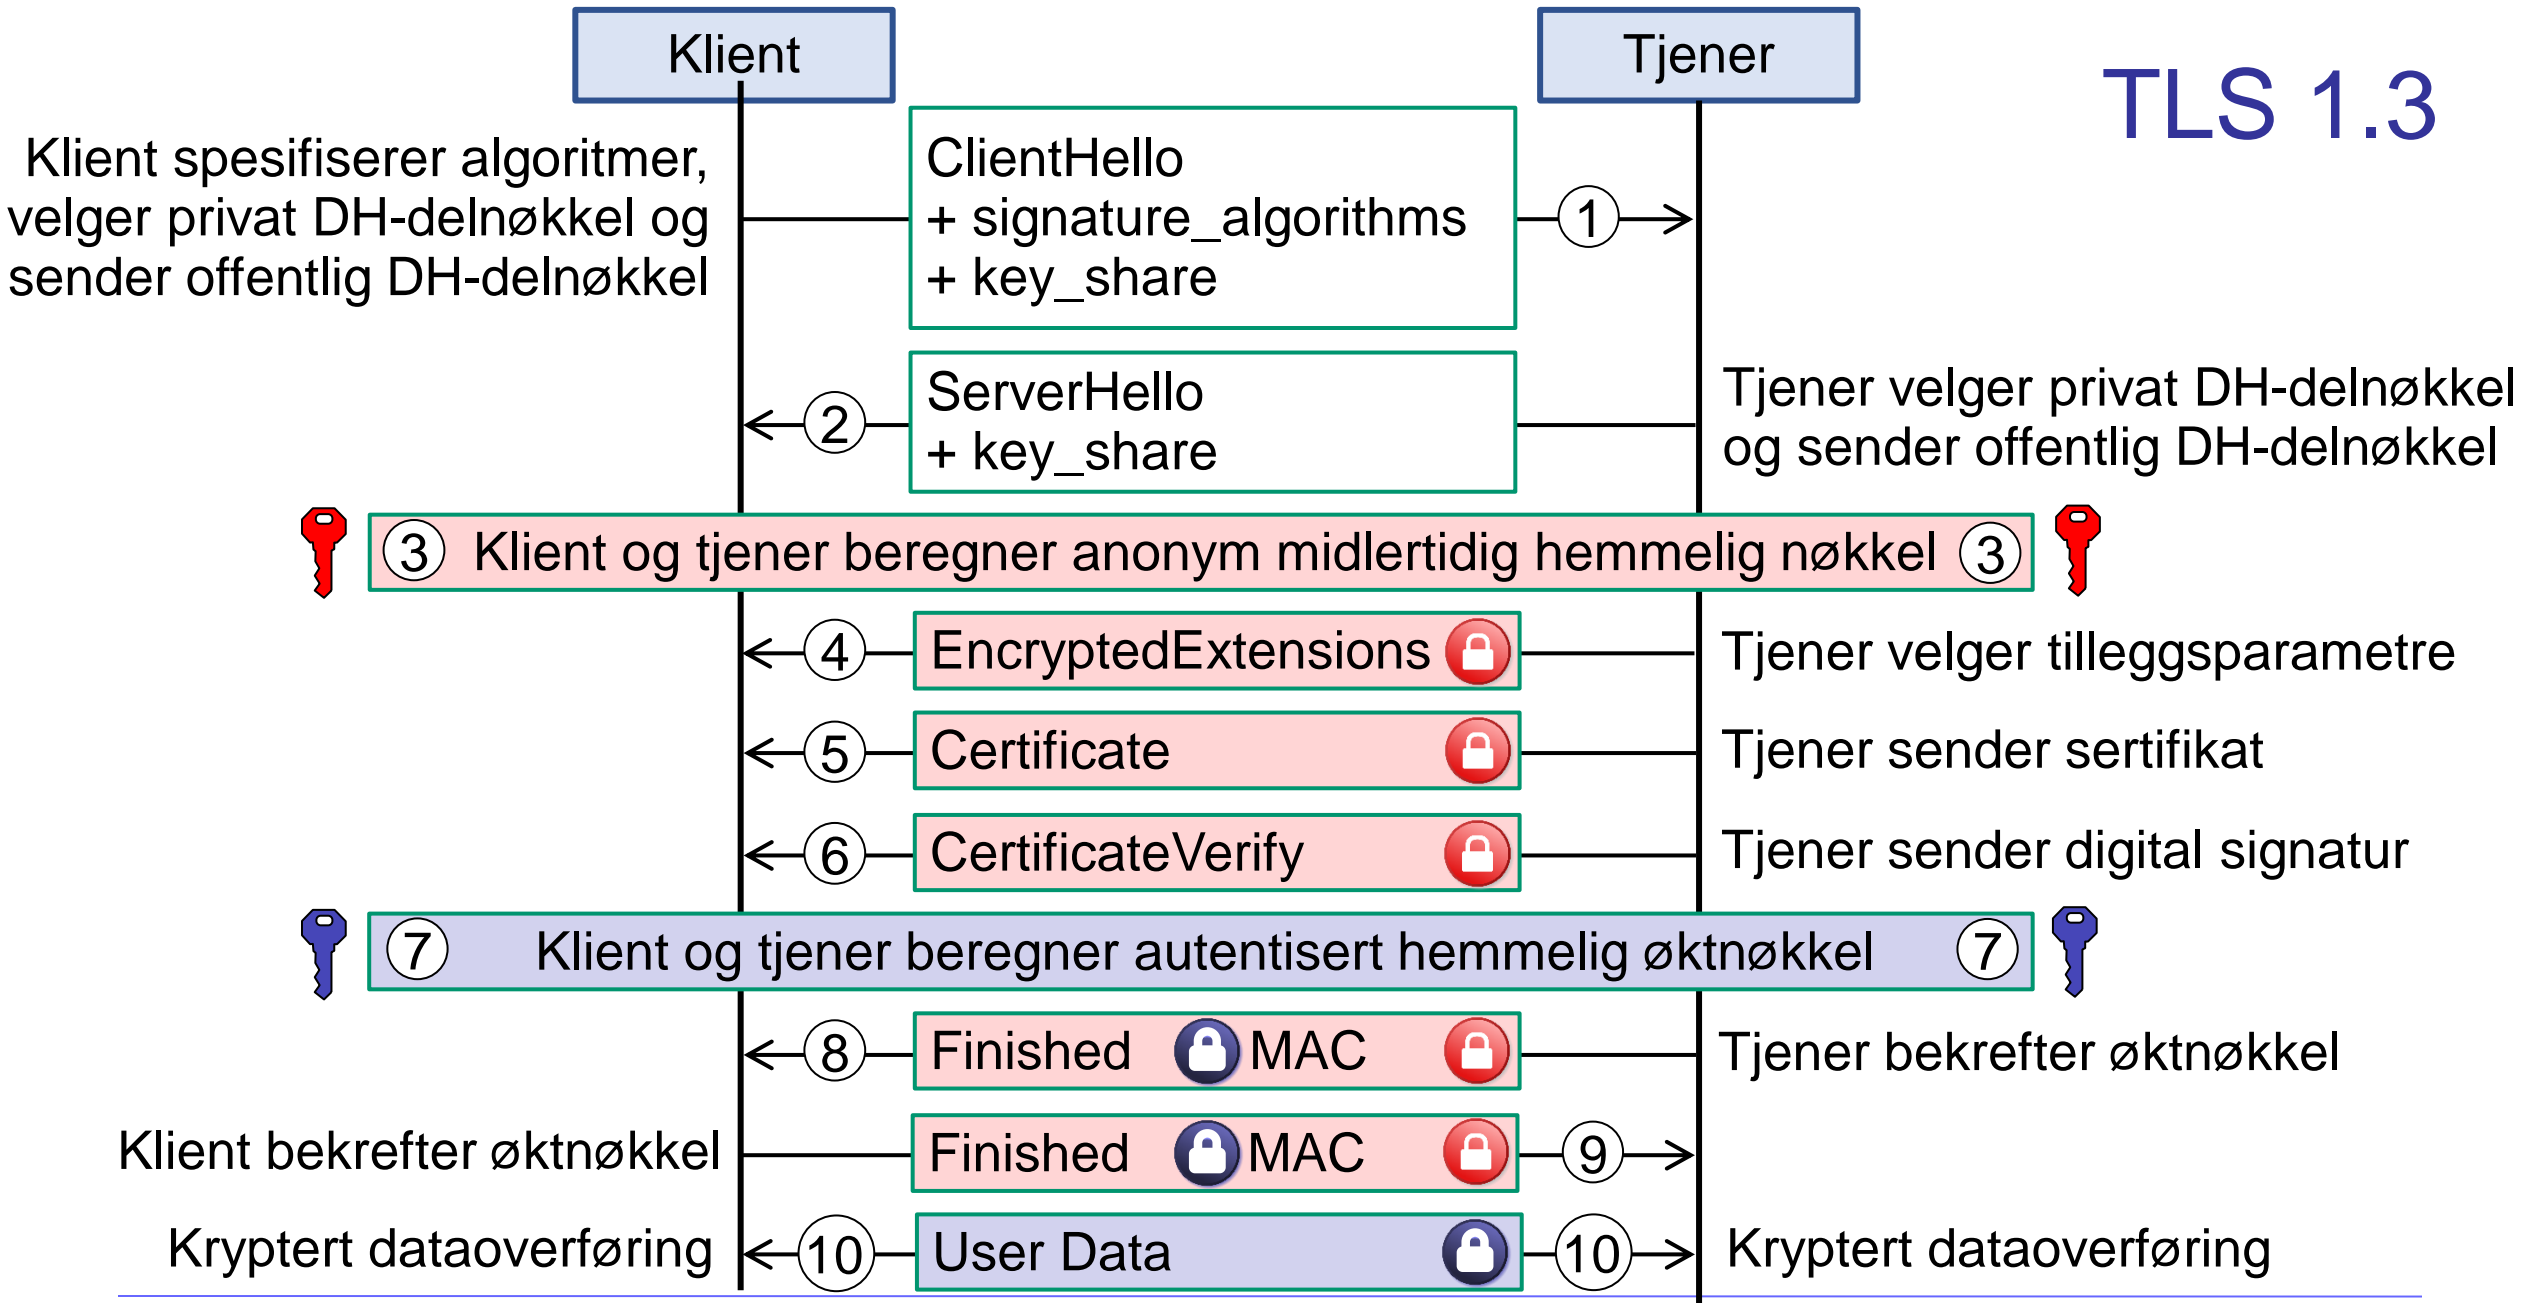 Klient
Tjener
TLS 1.3
Klient spesifiserer algoritmer,
velger privat DH-delnøkkel og
sender offentlig DH-delnøkkel
ClientHello
+ signature_algorithms
+ key_share
1
ServerHello
+ key_share
2
Tjener velger privat DH-delnøkkel
og sender offentlig DH-delnøkkel
3 Klient og tjener beregner anonym midlertidig hemmelig nøkkel 3
4 EncryptedExtensions
Tjener velger tilleggsparametre
5 Certificate
Tjener sender sertifikat
6 CertificateVerify
Tjener sender digital signatur
7 Klient og tjener beregner autentisert hemmelig øktnøkkel 7
8 Finished MAC
Tjener bekrefter øktnøkkel
Klient bekrefter øktnøkkel
Finished MAC 9
Kryptert dataoverføring
10 User Data 10
Kryptert dataoverføring